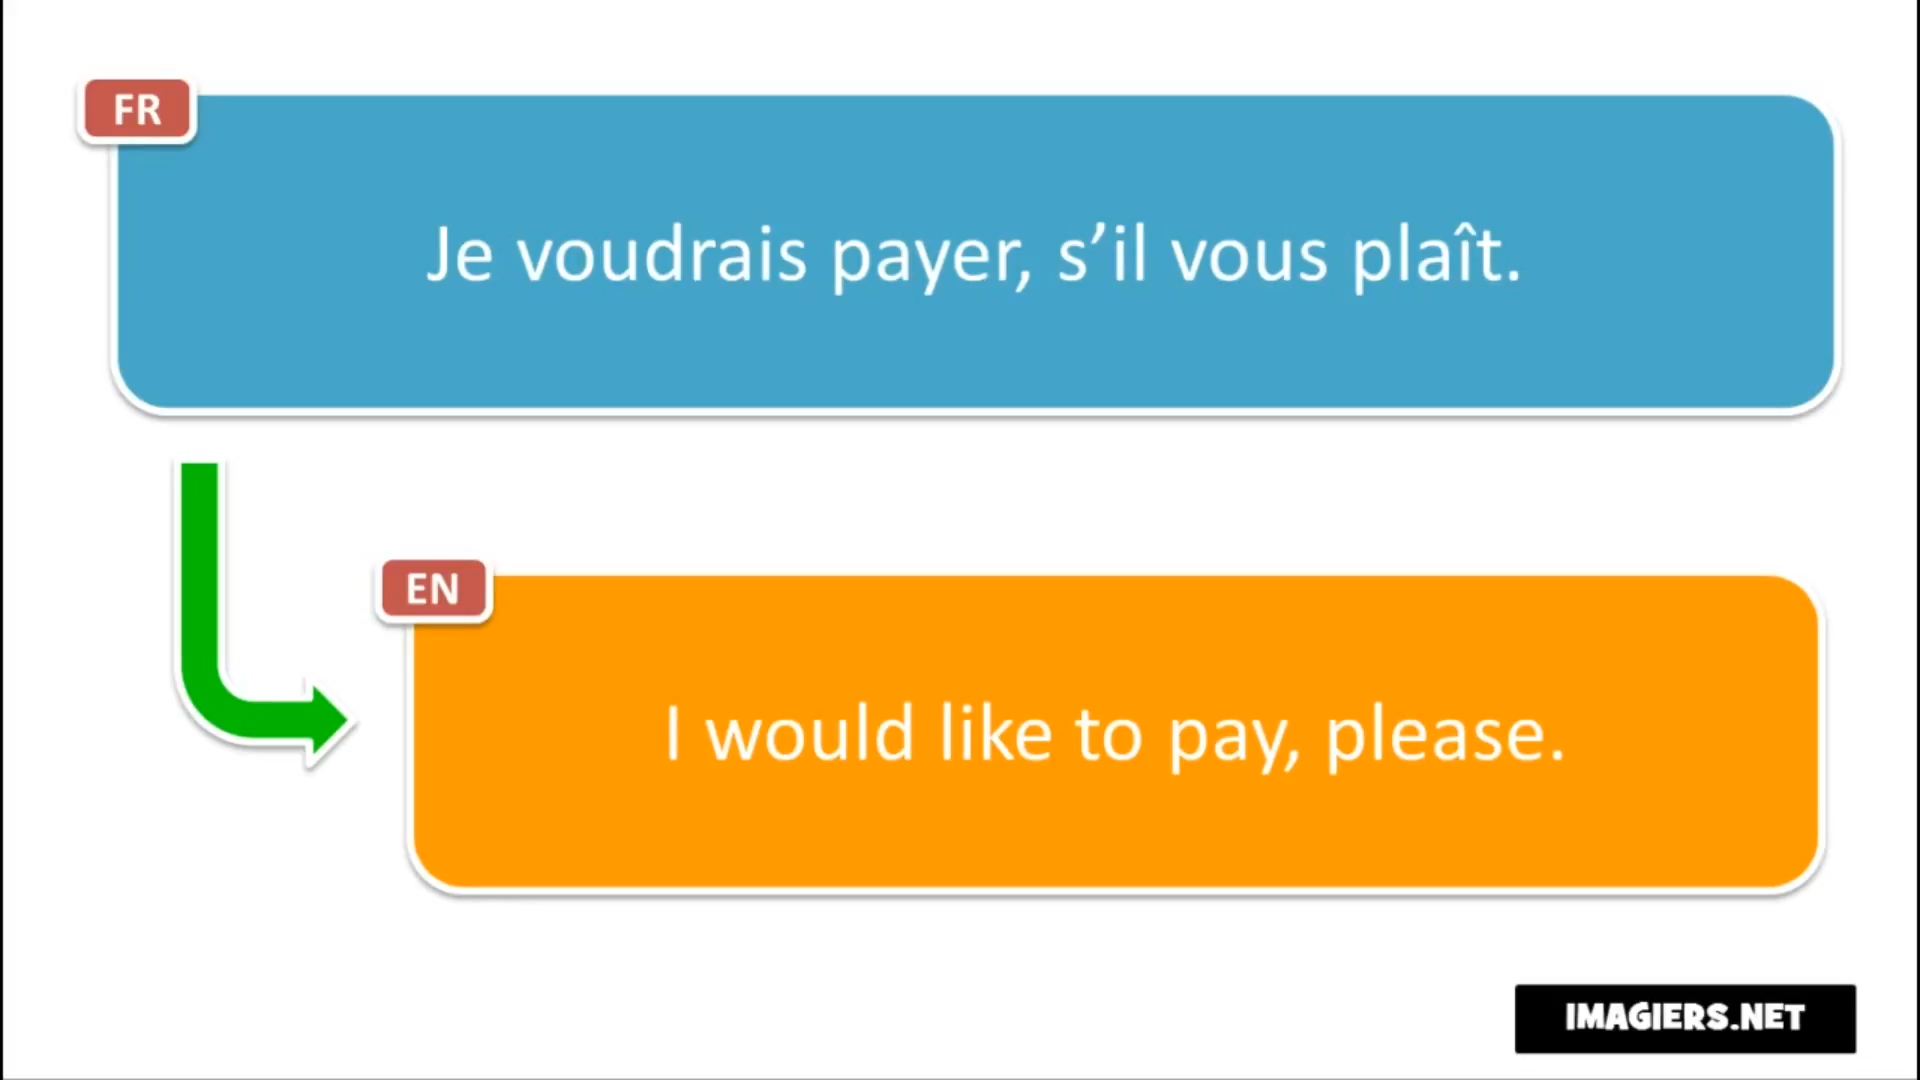 FR
Je voudrais payer, s’il vous plaît.
EN
I would like to pay, please.
IMAGIERS.NET